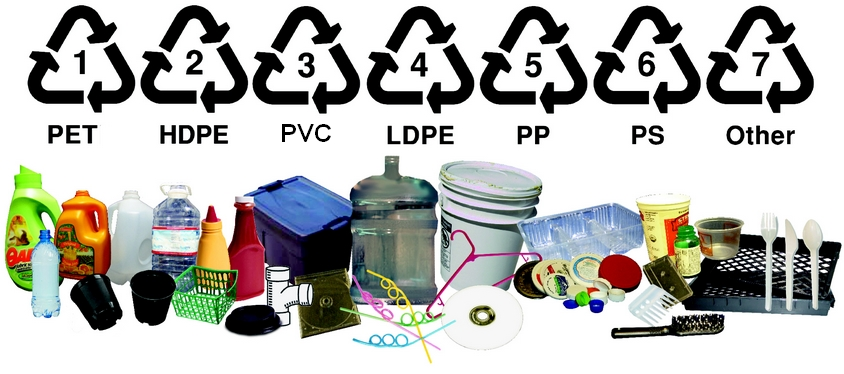 1 2 3 4 5 6 7
PET HDPE PVC LDPE PP PS Other